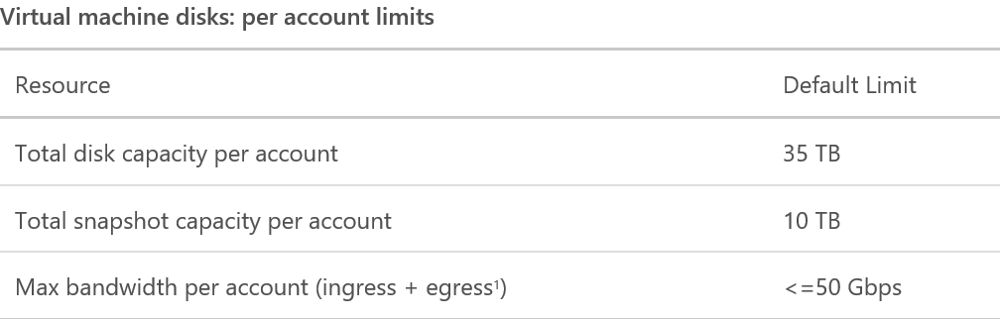 Virtual machine disks: per account limits
Resource Default Limit
Total disk capacity per account 35 TB
Total snapshot capacity per account 10 TB
Max bandwidth per account (ingress + egress¹) <=50 Gbps